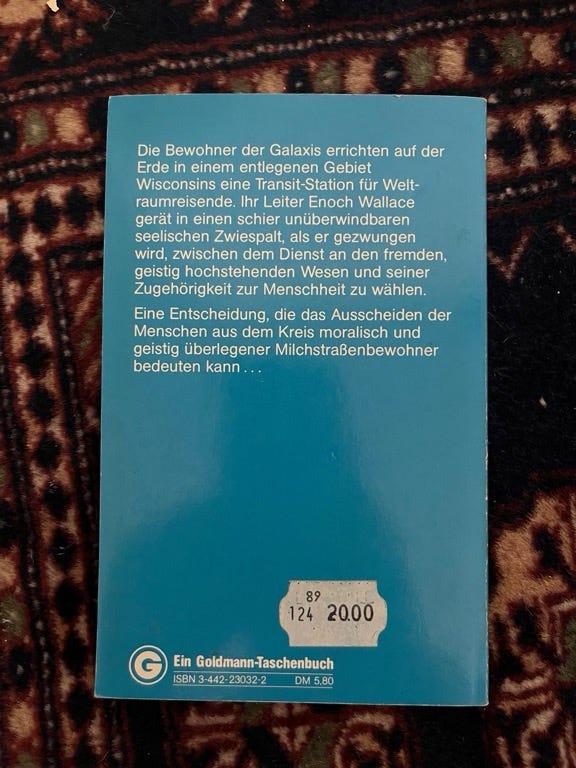 Die Bewohner der Galaxis errichten auf der
Erde in einem entlegenen Gebiet
Wisconsins eine Transit-Station für Welt-
raumreisende. Ihr Leiter Enoch Wallace
gerät in einen schier unüberwindbaren
seelischen Zwiespalt, als er gezwungen
wird, zwischen dem Dienst an den fremden,
geistig hochstehenden Wesen und seiner
Zugehörigkeit zur Menschheit zu wählen.
Eine Entscheidung, die das Ausscheiden der
Menschen aus dem Kreis moralisch und
geistig überlegener Milchstraßenbewohner
bedeuten kann . . .
89
124 20.00
G Ein Goldmann-Taschenbuch
ISBN 3-442-23032-2 DM 5,80